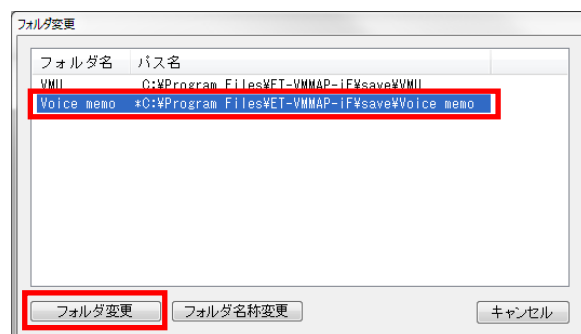 フォルダ変更
フォルダ名 パス名
VMU C:¥Program Files¥ET-VMMAP-iF¥save¥VMU
Voice memo *C:¥Program Files¥ET-VMMAP-iF¥save¥Voice memo
フォルダ変更 フォルダ名称変更 キャンセル